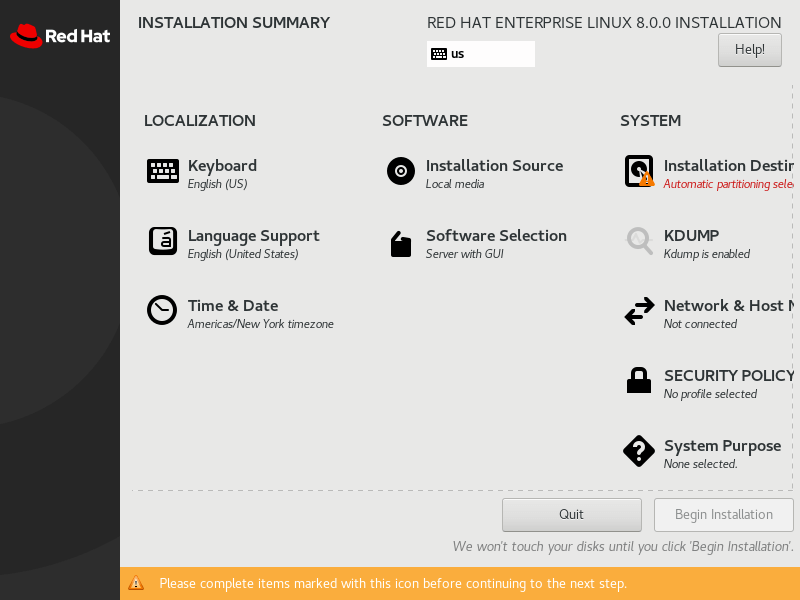 Red Hat
INSTALLATION SUMMARY
RED HAT ENTERPRISE LINUX 8.0.0 INSTALLATION
us
Help!
LOCALIZATION
Keyboard
English (US)
Language Support
English (United States)
Time & Date
Americas/New York timezone
SOFTWARE
Installation Source
Local media
Software Selection
Server with GUI
SYSTEM
Installation Destin
Automatic partitioning sele
KDUMP
Kdump is enabled
Network & Host N
Not connected
SECURITY POLICY
No profile selected
System Purpose
None selected.
Quit
Begin Installation
We won't touch your disks until you click 'Begin Installation'.
Please complete items marked with this icon before continuing to the next step.